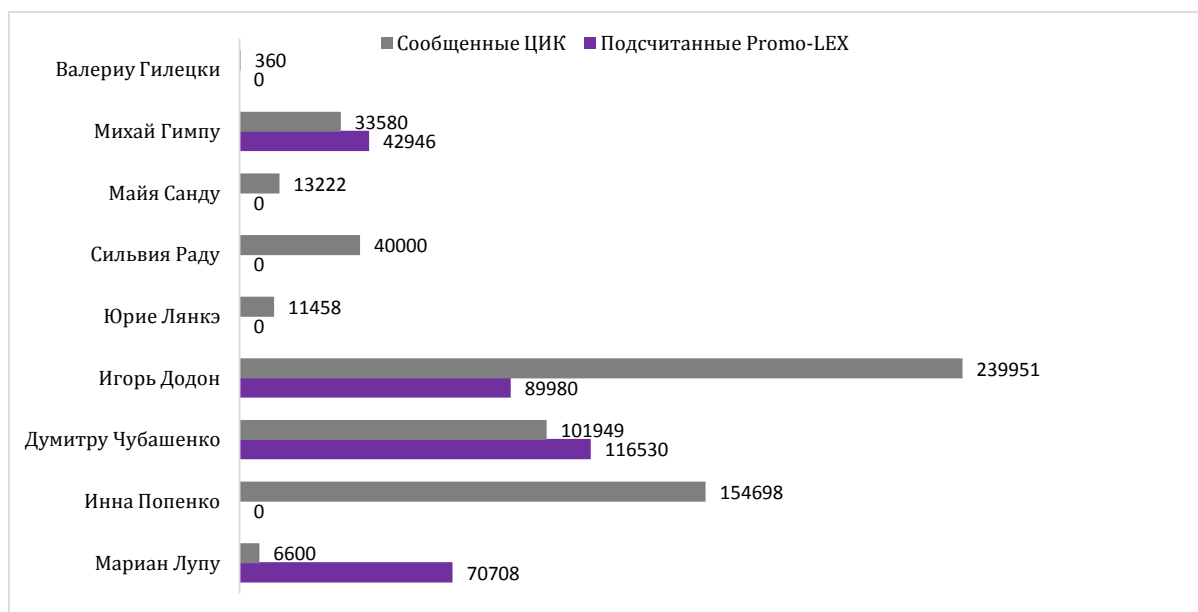 Сообщенные ЦИК Подсчитанные Promo-LEX
Валериу Гилецки 360
0
Михай Гимпу 33580
42946
Майя Санду 13222
0
Сильвия Раду 40000
0
Юрие Лянкэ 11458
0
Игорь Додон 239951
89980
Думитру Чубашенко 101949
116530
Инна Попенко 154698
0
Мариан Лупу 6600
70708